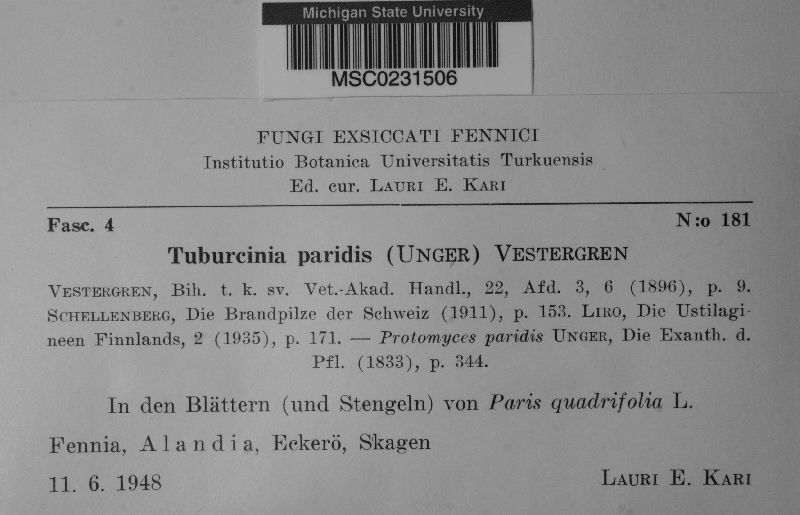 Michigan State University
MSC0231506
FUNGI EXSICCATI FENNICI
Institutio Botanica Universitatis Turkuensis
Ed. cur. LAURI E. KARI
Fasc. 4 N:o 181
Tuburcinia paridis (UNGER) VESTERGREN
VESTERGREN, Bih. t. k. sv. Vet.-Akad. Handl., 22, Afd. 3, 6 (1896), p. 9.
SCHELLENBERG, Die Brandpilze der Schweiz (1911), p. 153. LIRO, Die Ustilagi-
neen Finnlands, 2 (1935), p. 171. — Protomyces paridis UNGER, Die Exanth. d.
Pfl. (1833), p. 344.
In den Blättern (und Stengeln) von Paris quadrifolia L.
Fennia, Alandia, Eckerö, Skagen
11. 6. 1948 LAURI E. KARI